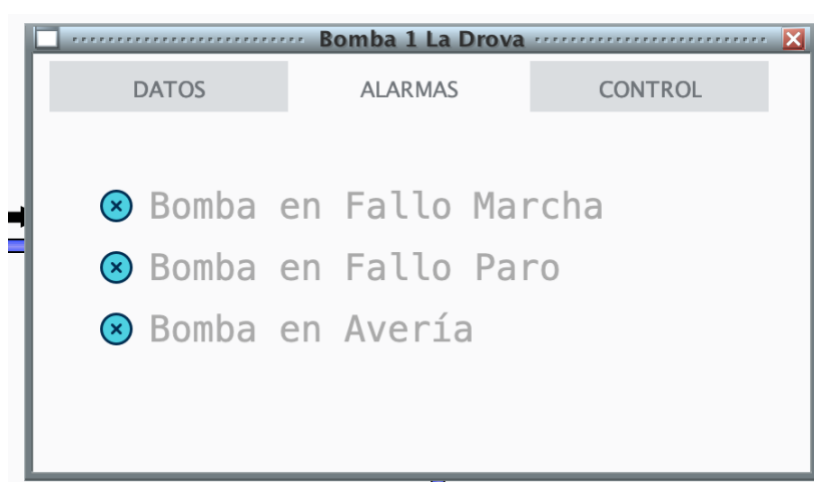 Bomba 1 La Drova
DATOS ALARMAS CONTROL
Bomba en Fallo Marcha
Bomba en Fallo Paro
Bomba en Avería